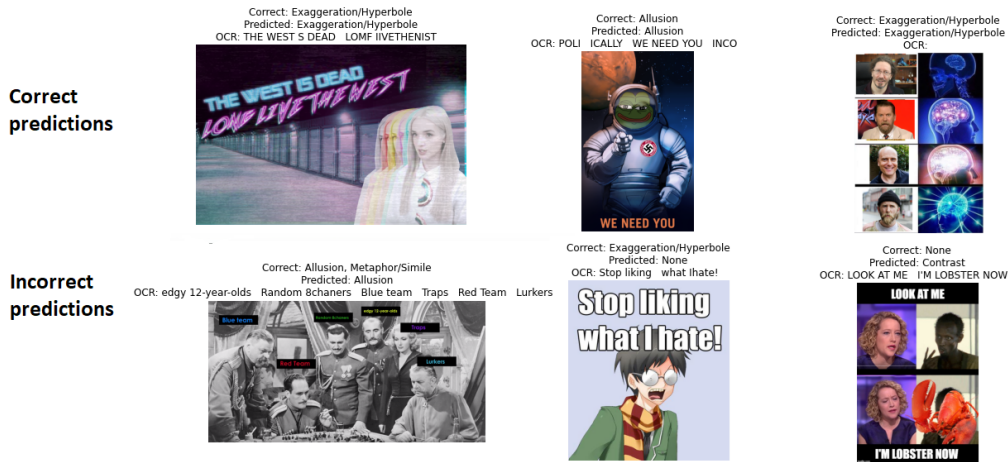 Correct: Exaggeration/Hyperbole
Predicted: Exaggeration/Hyperbole
OCR: THE WEST S DEAD LOMF IIVETHENIST
Correct: Allusion
Predicted: Allusion
OCR: POLI ICALLY WE NEED YOU INCO
Correct: Exaggeration/Hyperbole
Predicted: Exaggeration/Hyperbole
OCR:
Correct
predictions
THE WEST IS DEAD
LONG LIVE THE WEST
WE NEED YOU
Incorrect
predictions
Correct: Allusion, Metaphor/Simile
Predicted: Allusion
OCR: edgy 12-year-olds Random 8chaners Blue team Traps Red Team Lurkers
Correct: Exaggeration/Hyperbole
Predicted: None
OCR: Stop liking what Ihate!
Correct: None
Predicted: Contrast
OCR: LOOK AT ME I'M LOBSTER NOW
Blue team
Random 8chaners
edgy 12-year-olds
Traps
Red Team
Lurkers
Stop liking
what I hate!
LOOK AT ME
I'M LOBSTER NOW